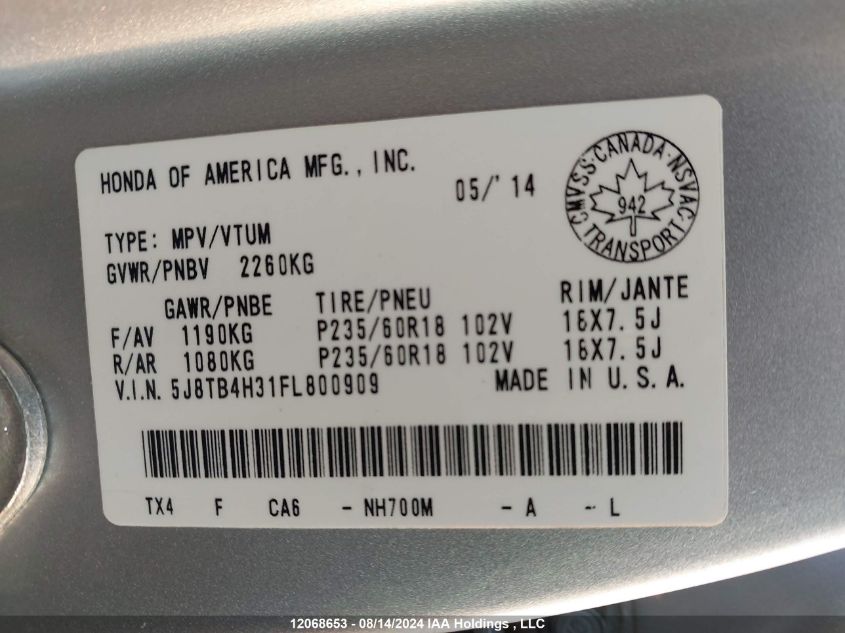 HONDA OF AMERICA MFG., INC.
05/'14
CMVSS·CANADA·NSVAC
942
TRANSPORT
TYPE: MPV/VTUM
GVWR/PNBV 2260KG
GAWR/PNBE TIRE/PNEU RIM/JANTE
F/AV 1190KG P235/60R18 102V 18X7.5J
R/AR 1080KG P235/60R18 102V 18X7.5J
V.I.N. 5J8TB4H31FL800909 MADE IN U.S.A.
TX4 F CA6 - NH700M - A - L
12068653 - 08/14/2024 IAA Holdings , LLC